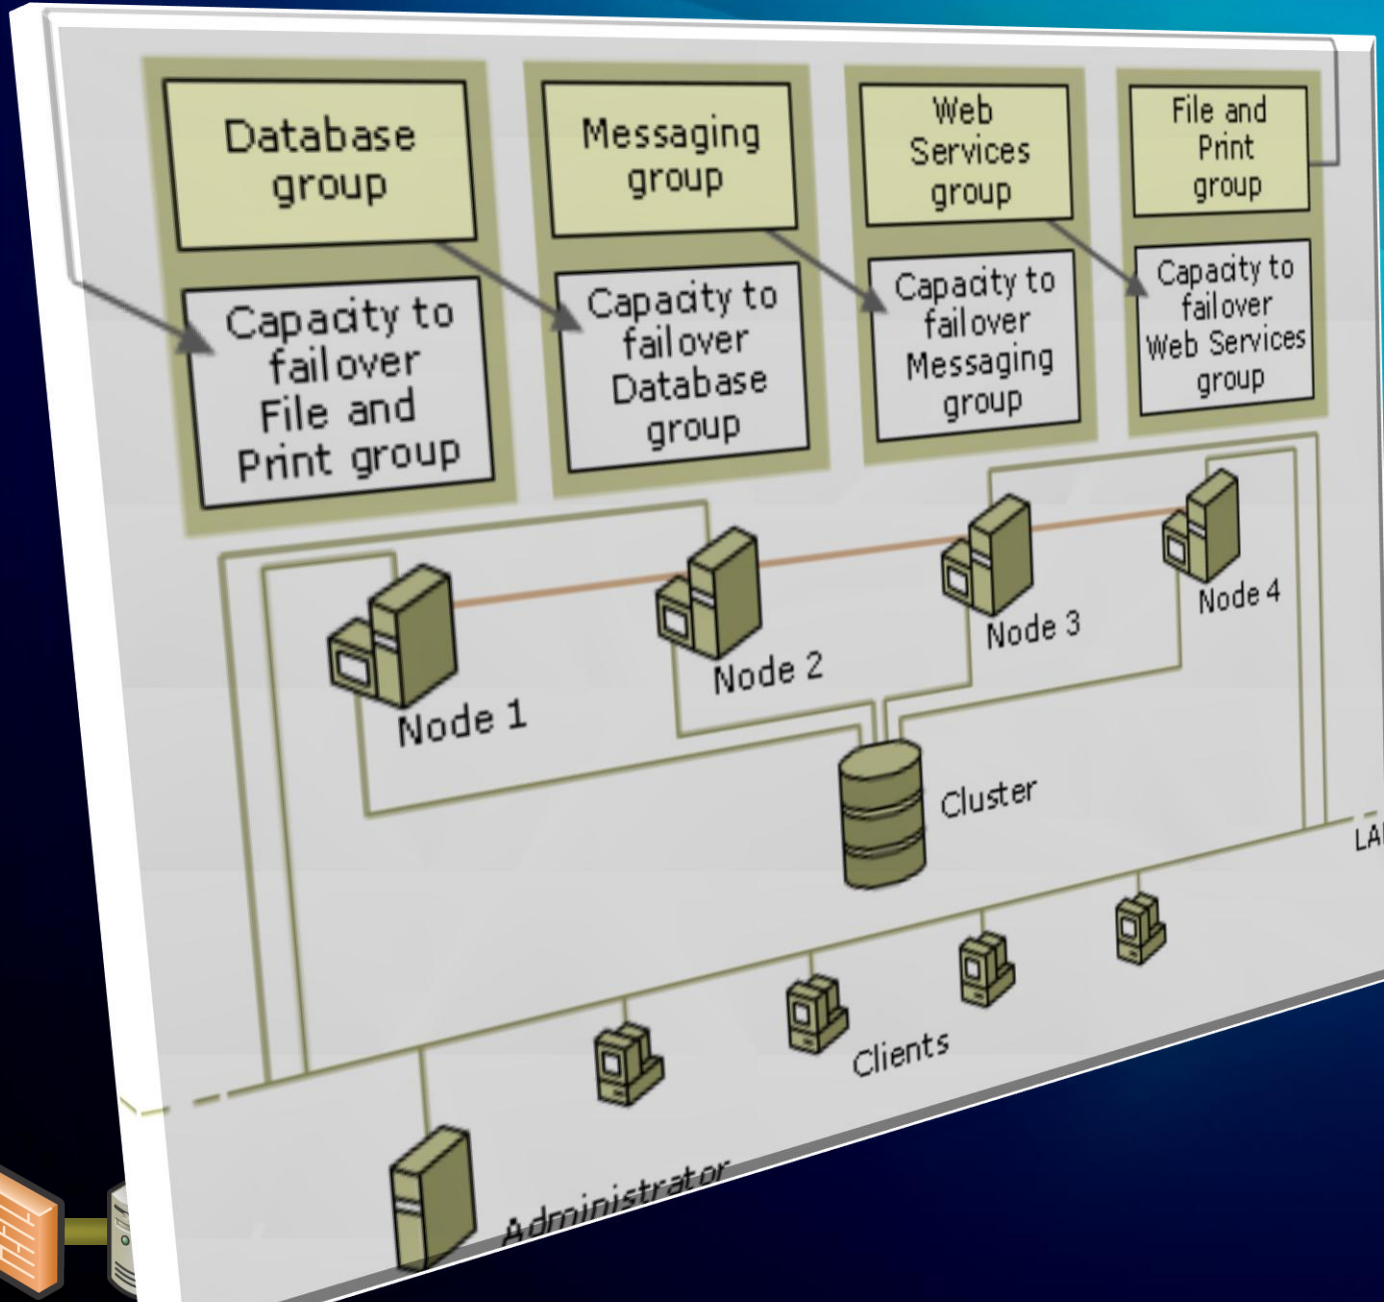 Database
group
Messaging
group
Web
Services
group
File and
Print
group
Capacity to
failover
File and
Print group
Capacity to
failover
Database
group
Capacity to
failover
Messaging
group
Capacity to
failover
Web Services
group
Node 1
Node 2
Node 3
Node 4
Cluster
Clients
Administrator